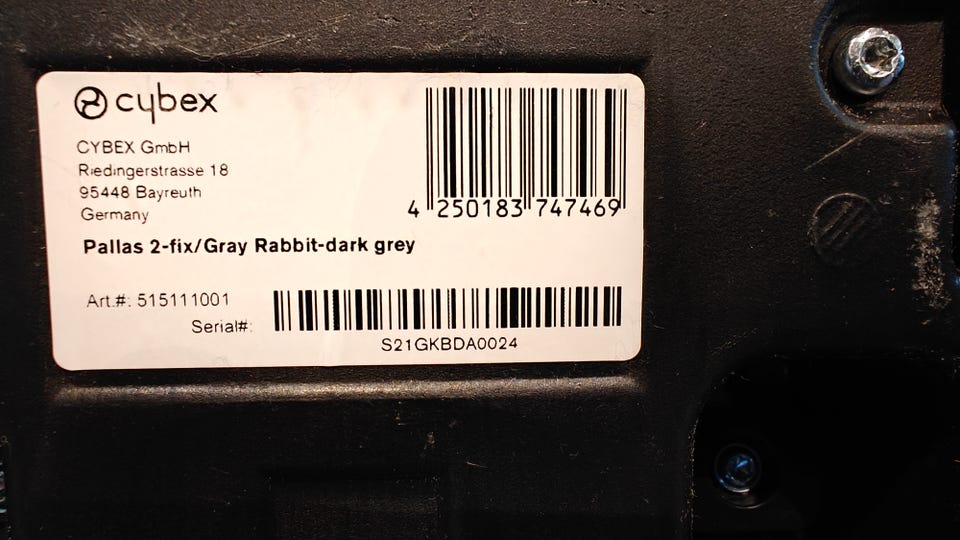 cybex
CYBEX GmbH
Riedingerstrasse 18
95448 Bayreuth
Germany
4 250183 747469
Pallas 2-fix/Gray Rabbit-dark grey
Art.#: 515111001
Serial#:
S21GKBDA0024